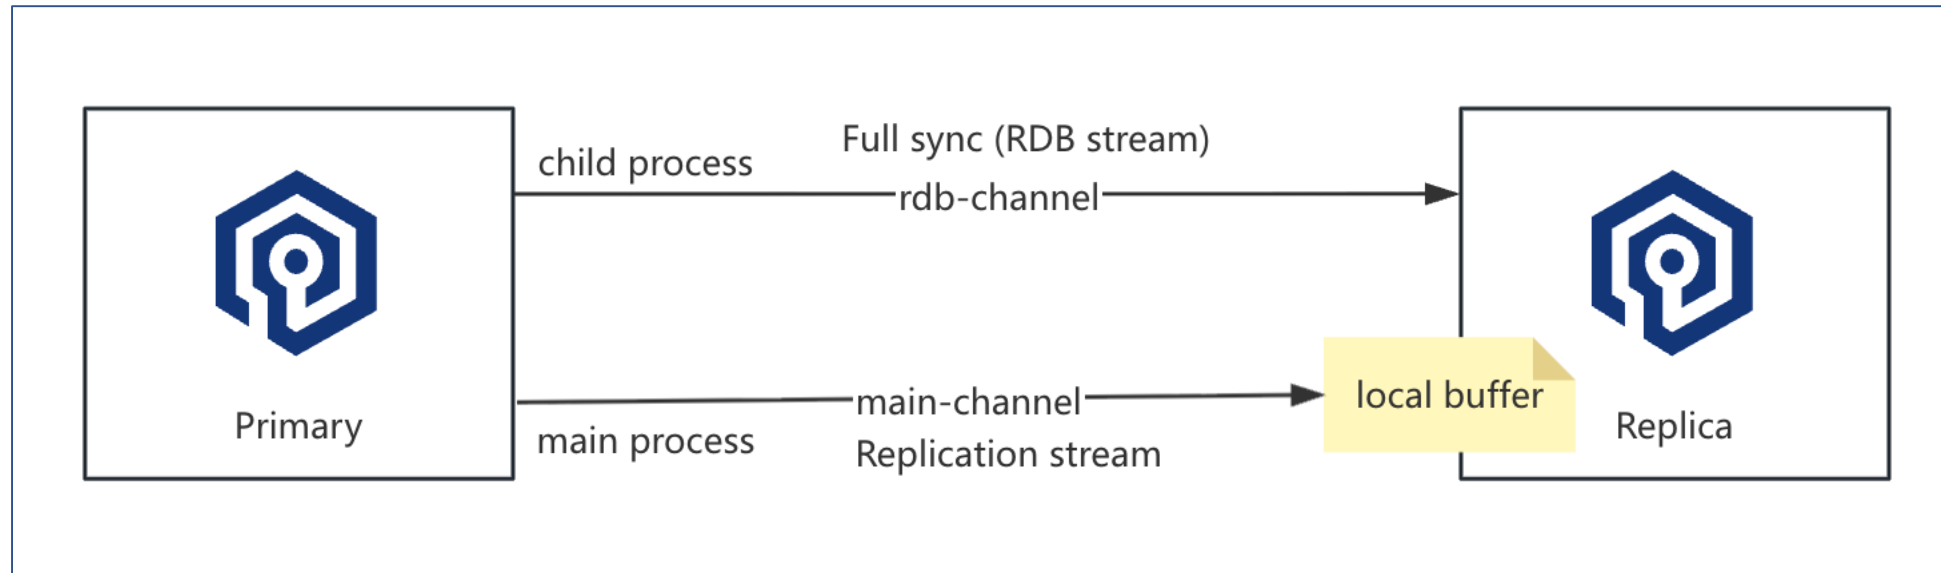 Full sync (RDB stream)
child process
rdb-channel
main-channel
local buffer
Primary
main process
Replication stream
Replica